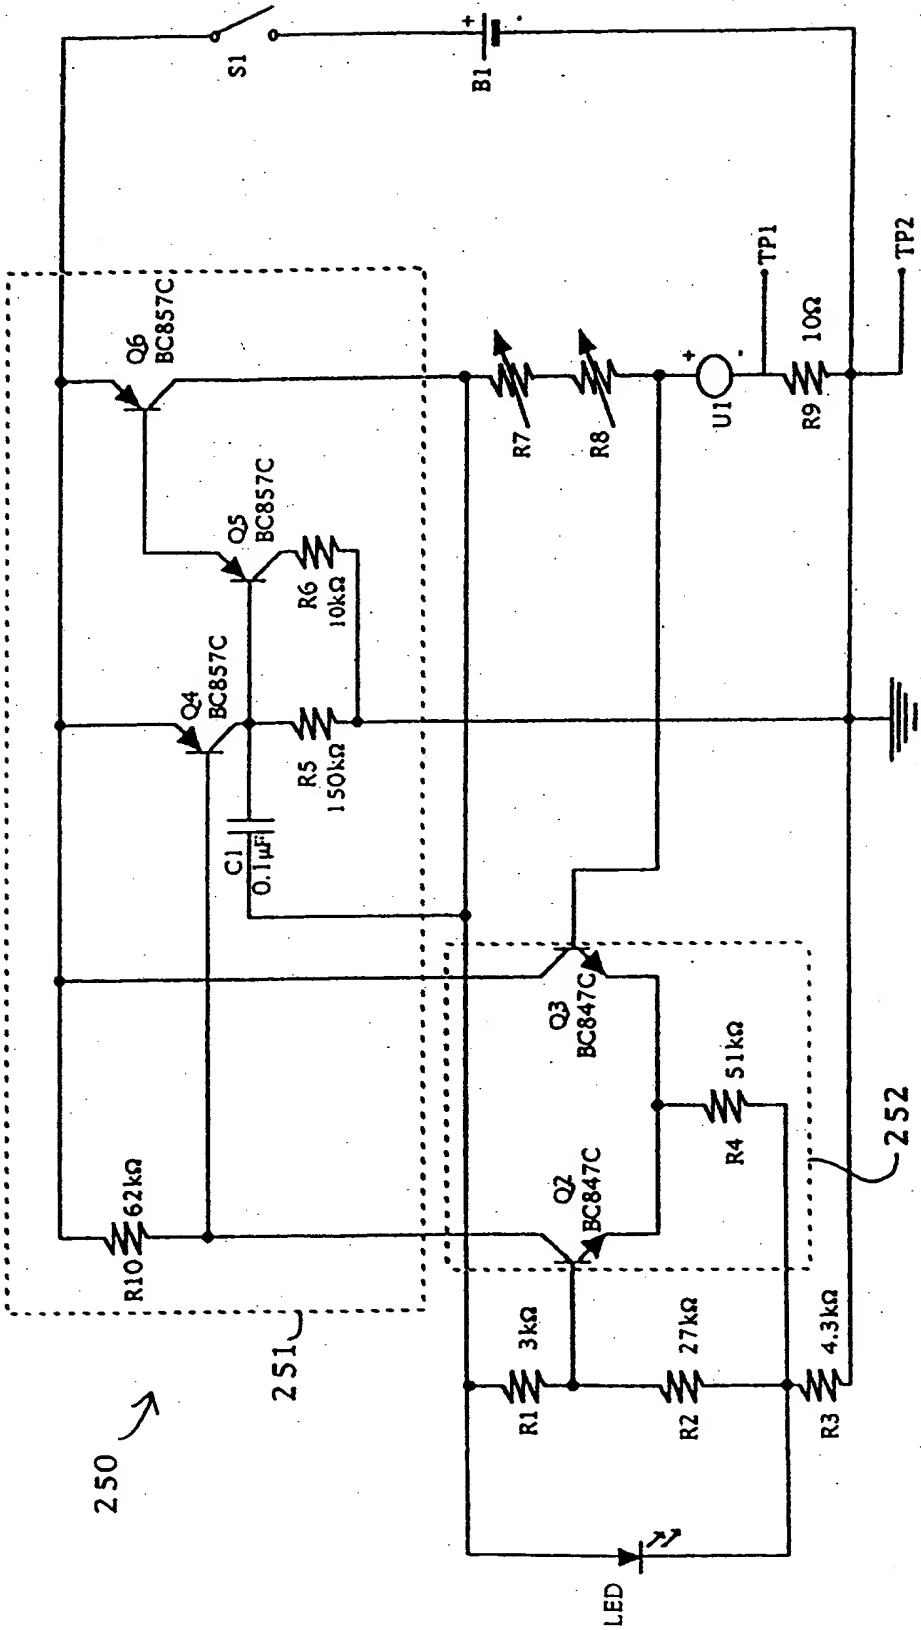 250
251
252
S1
B1
+
-
Q6
BC857C
Q5
BC857C
Q4
BC857C
R10
62kΩ
R6
10kΩ
R5
150kΩ
C1
0.1μF
Q3
BC847C
Q2
BC847C
R4
51kΩ
R7
R8
U1
+
-
TP1
R9
10Ω
TP2
R1
3kΩ
R2
27kΩ
R3
4.3kΩ
LED